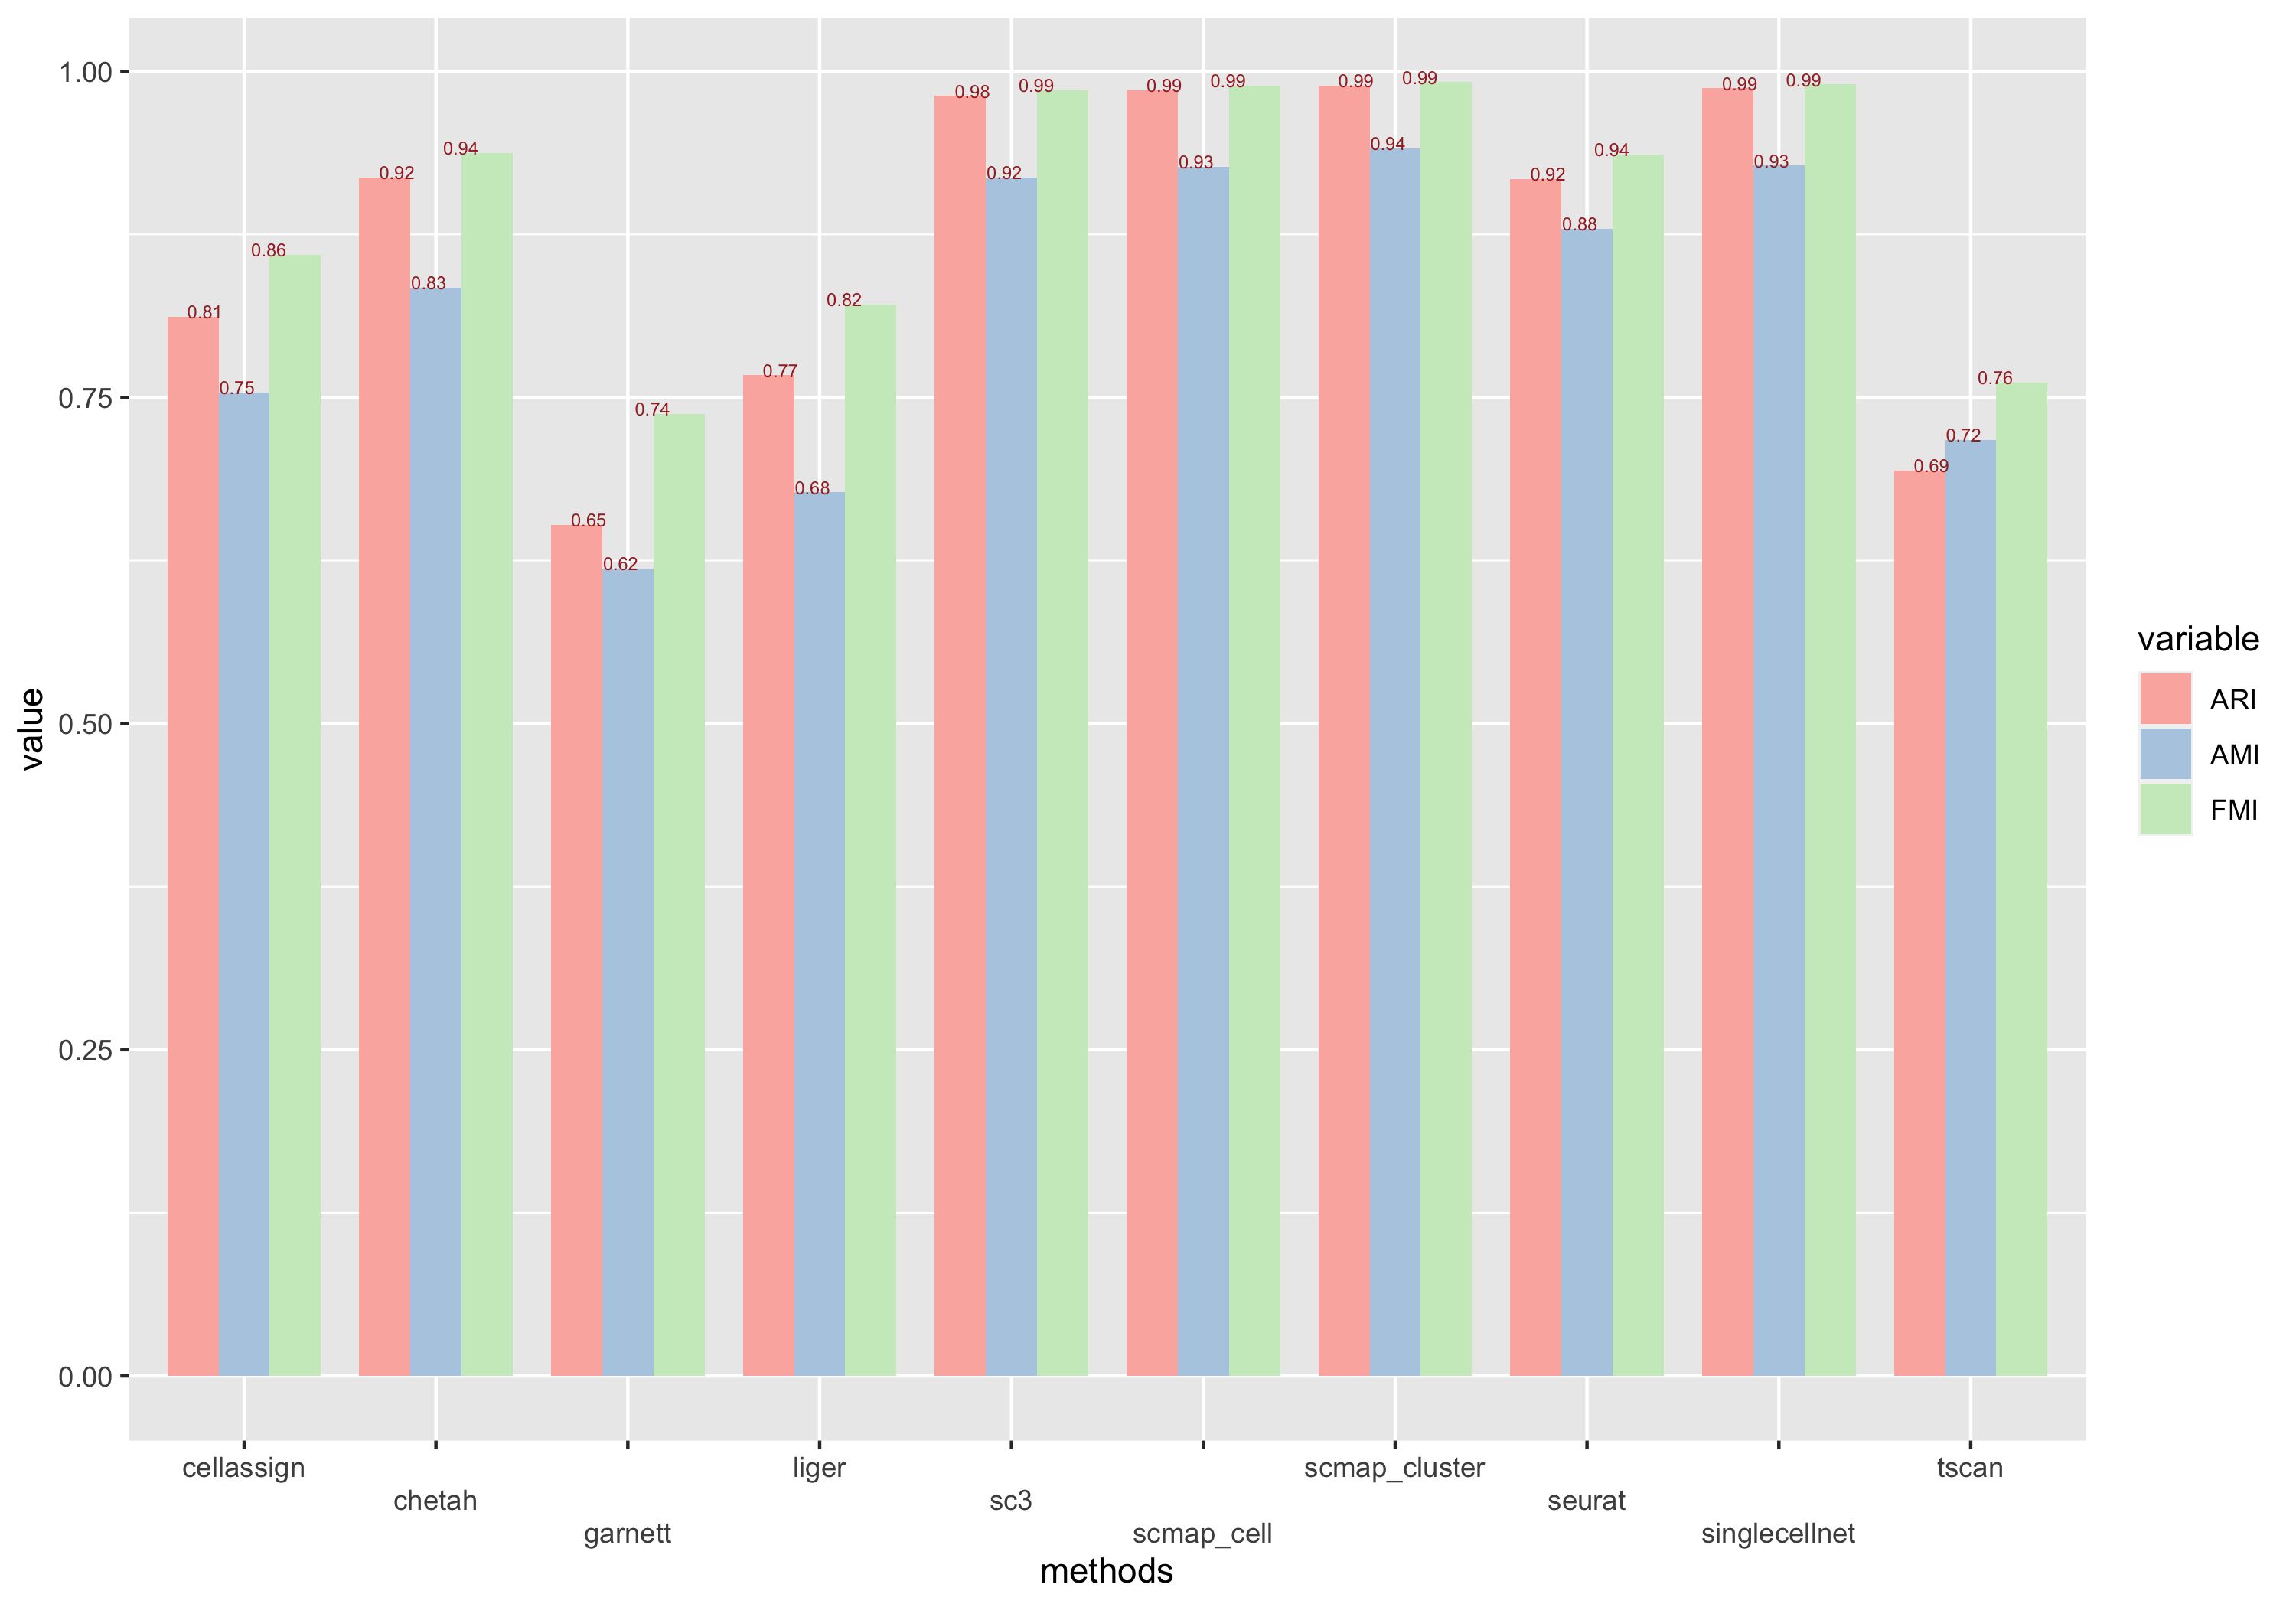 1.00
0.75
0.50
0.25
0.00
value
0.81
0.75
0.86
0.92
0.83
0.94
0.65
0.62
0.74
0.77
0.68
0.82
0.98
0.92
0.99
0.99
0.93
0.99
0.99
0.94
0.99
0.92
0.88
0.94
0.99
0.93
0.99
0.69
0.72
0.76
cellassign
chetah
garnett
liger
sc3
scmap_cell
scmap_cluster
seurat
singlecellnet
tscan
methods
variable
ARI
AMI
FMI